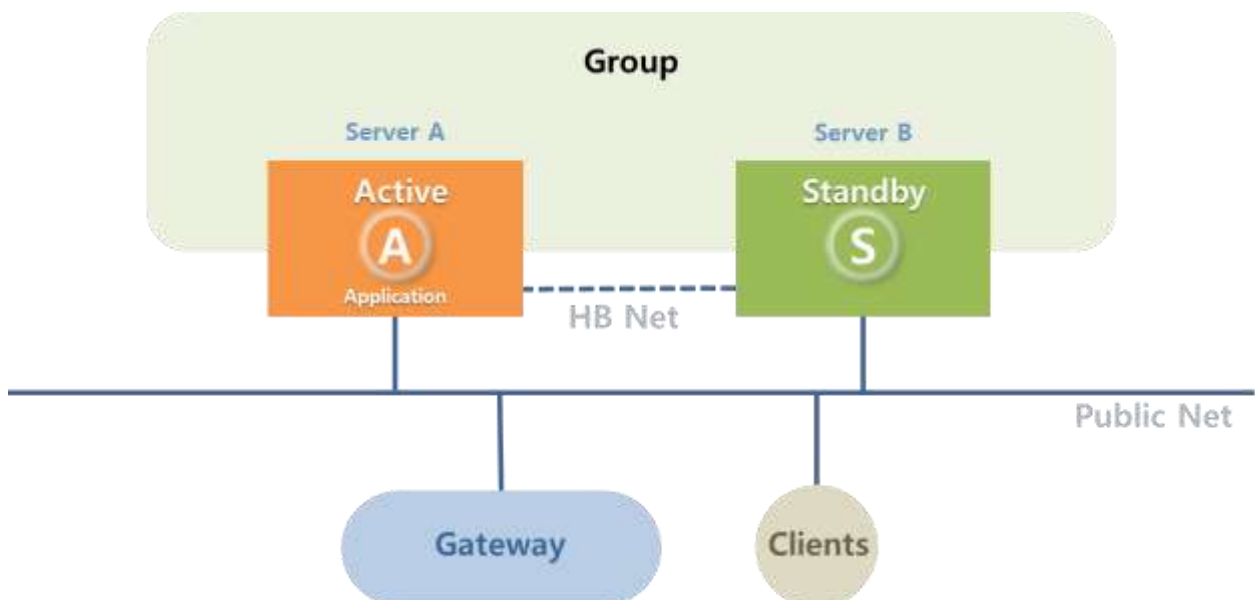 Group
Server A
Server B
Active
A
Application
Standby
S
HB Net
Public Net
Gateway
Clients